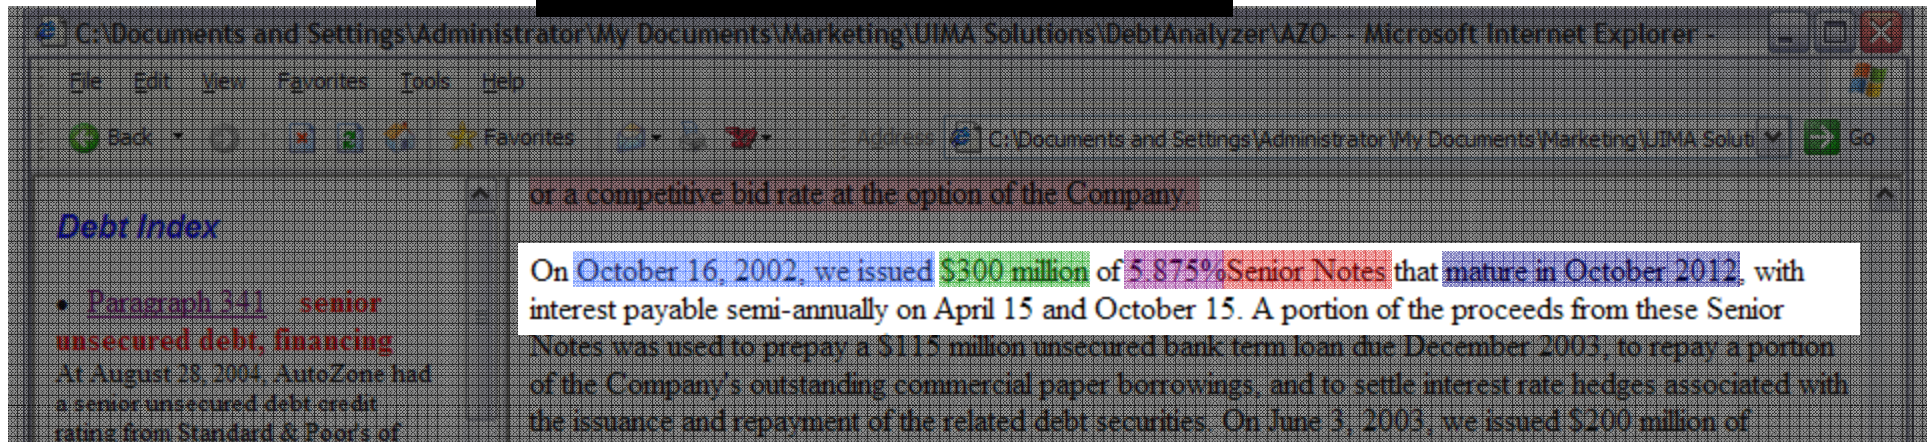 C:\Documents and Settings\Administrator\My Documents\Marketing\UIMA Solutions\DebtAnalyzer\AZO- - Microsoft Internet Explorer -
File Edit View Favorites Tools Help
Back Favorites Address C:\Documents and Settings\Administrator\My Documents\Marketing\UIMA Soluti Go
or a competitive bid rate at the option of the Company.
Debt Index
On October 16, 2002, we issued $300 million of 5.875%Senior Notes that mature in October 2012, with
interest payable semi-annually on April 15 and October 15. A portion of the proceeds from these Senior
Notes was used to prepay a $115 million unsecured bank term loan due December 2003, to repay a portion
of the Company's outstanding commercial paper borrowings, and to settle interest rate hedges associated with
the issuance and repayment of the related debt securities. On June 3, 2003, we issued $200 million of
• Paragraph 341 senior
unsecured debt, financing
At August 28, 2004, AutoZone had
a senior unsecured debt credit
rating from Standard & Poor's of